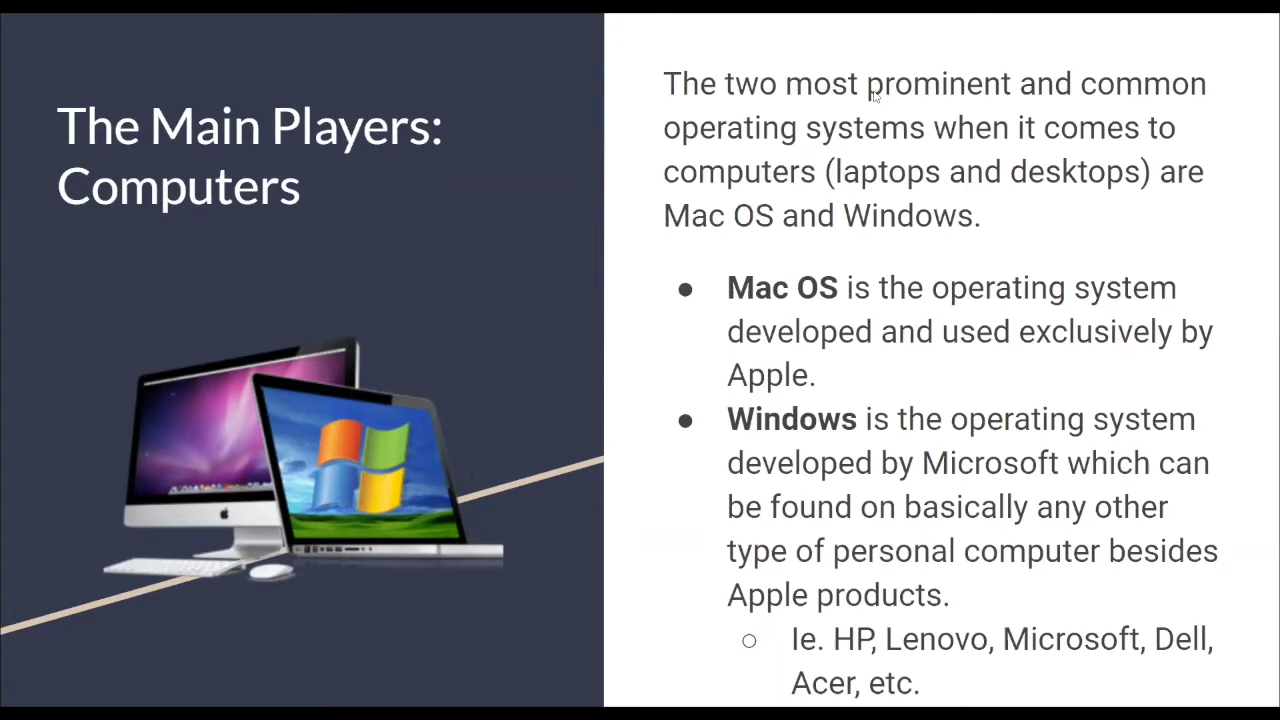 The Main Players:
Computers
The two most prominent and common
operating systems when it comes to
computers (laptops and desktops) are
Mac OS and Windows.
● Mac OS is the operating system
developed and used exclusively by
Apple.
● Windows is the operating system
developed by Microsoft which can
be found on basically any other
type of personal computer besides
Apple products.
○ Ie. HP, Lenovo, Microsoft, Dell,
Acer, etc.